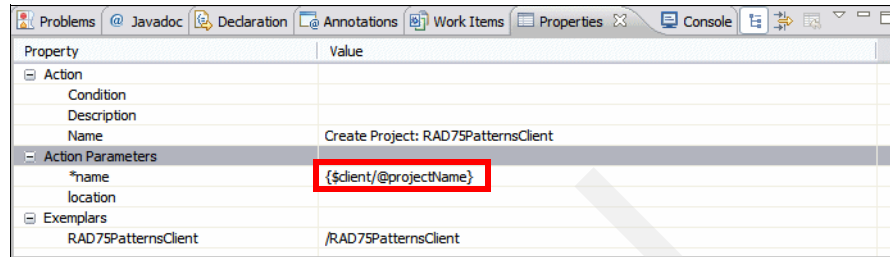 Problems @ Javadoc Declaration Annotations Work Items Properties Console
Property Value
Action
Condition
Description
Name Create Project: RAD75PatternsClient
Action Parameters
*name {$client/@projectName}
location
Exemplars
RAD75PatternsClient /RAD75PatternsClient